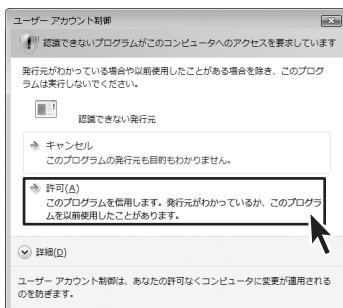 ユーザー アカウント制御
認識できないプログラムがこのコンピュータへのアクセスを要求しています
発行元がわかっている場合や以前使用したことがある場合を除き、このプログ
ラムは実行しないでください。
認識できない発行元
キャンセル
このプログラムの発行元も目的もわかりません。
許可(A)
このプログラムを信用します。発行元がわかっているか、このプログラ
ムを以前使用したことがあります。
詳細(D)
ユーザー アカウント制御は、あなたの許可なくコンピュータに変更が適用される
のを防ぎます。